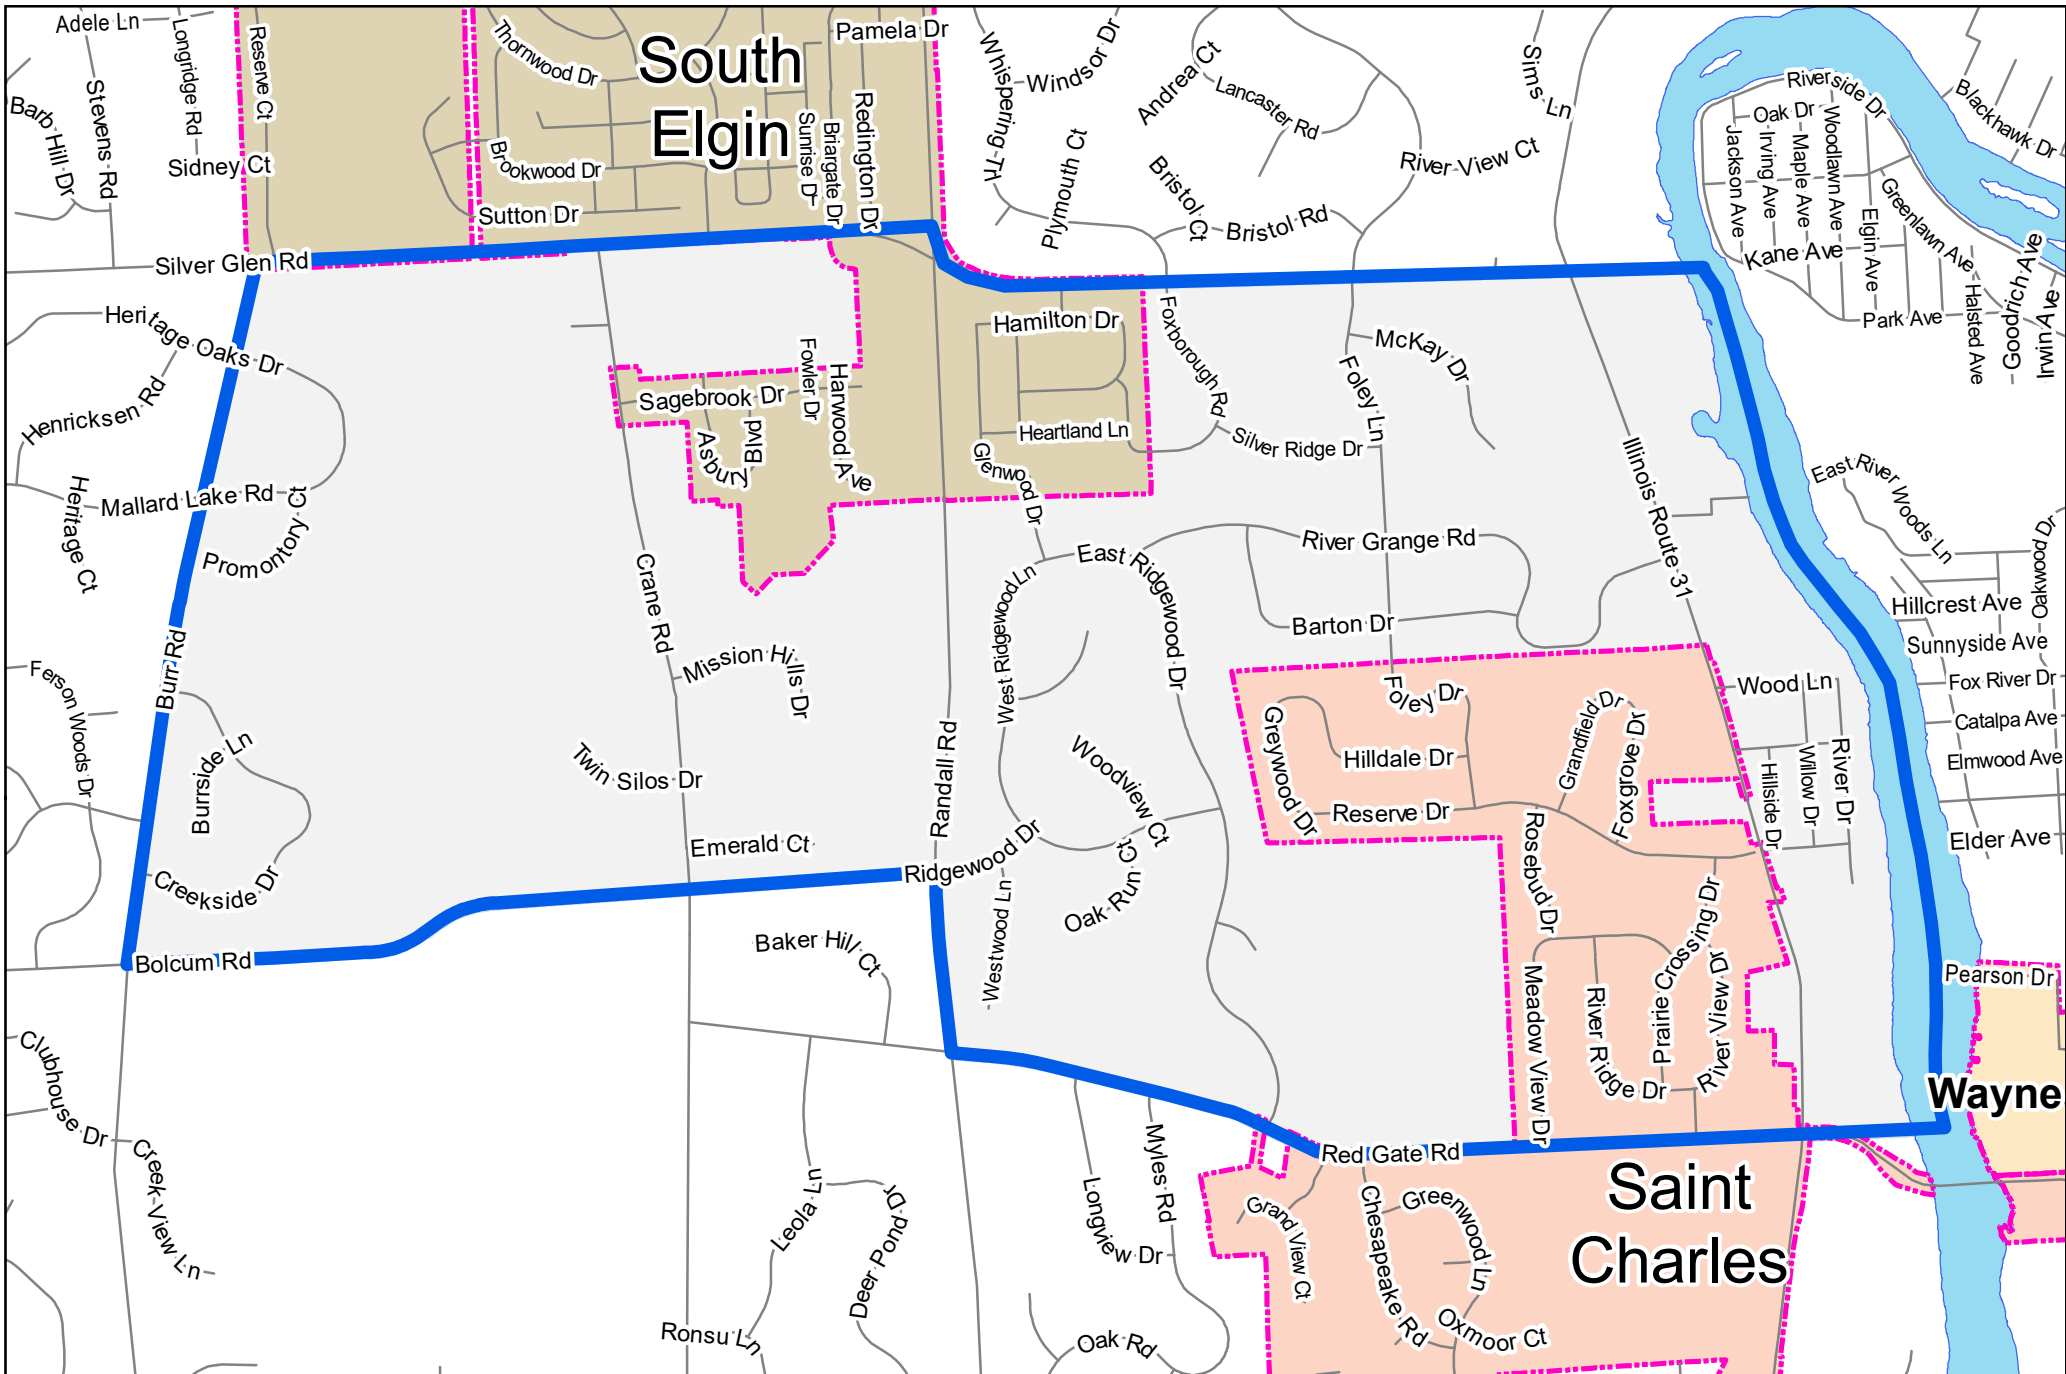 Adele Ln
Longridge Rd
Reserve Ct
Stevens Rd
Barb Hill Dr
Sidney Ct
Thornwood Dr
South
Elgin
Pamela Dr
Redington Dr
Briargate Dr
Sunrise Dr
Brookwood Dr
Sutton Dr
Whispering Trl
Windsor Dr
Andrea Ct
Lancaster Rd
Plymouth Ct
Bristol Ct
Bristol Rd
River View Ct
Sims Ln
Riverside Dr
Oak Dr
Blackhawk Dr
Jackson Ave
Irving Ave
Maple Ave
Woodlawn Ave
Elgin Ave
Greenlawn Ave
Kane Ave
Park Ave
Halsted Ave
Goodrich Ave
Irwin Ave
Silver Glen Rd
Heritage Oaks Dr
Henricksen Rd
Heritage Ct
Mallard Lake Rd
Promontory Ct
Sagebrook Dr
Fowler Dr
Harwood Ave
Asbury
Blvd
Hamilton Dr
Heartland Ln
Glenwood Dr
Foxborough Rd
Silver Ridge Dr
Foley Ln
McKay Dr
Illinois Route 31
East River Woods Ln
Oakwood Dr
Crane Rd
Mission Hills Dr
West Ridgewood Ln
East Ridgewood Dr
River Grange Rd
Barton Dr
Hillcrest Ave
Sunnyside Ave
Fox River Dr
Catalpa Ave
Elmwood Ave
Elder Ave
Burr Rd
Ferson Woods Dr
Burrside Ln
Creekside Dr
Twin Silos Dr
Emerald Ct
Randall Rd
Ridgewood Dr
Woodview Ct
Oak Run Ct
Westwood Ln
Greywood Dr
Foley Dr
Hilldale Dr
Reserve Dr
Grandfield Dr
Foxgrove Dr
Wood Ln
Hillside Dr
Willow Dr
River Dr
Rosebud Dr
Prairie Crossing Dr
Meadow View Dr
River Ridge Dr
River View Dr
Bolcum Rd
Baker Hill Ct
Pearson Dr
Wayne
Clubhouse Dr
Creek View Ln
Leola Ln
Deer Pond Dr
Ronsu Ln
Longview Dr
Myles Rd
Oak Rd
Red Gate Rd
Grand View Ct
Chesapeake Rd
Greenwood Ln
Oxmoor Ct
Saint
Charles